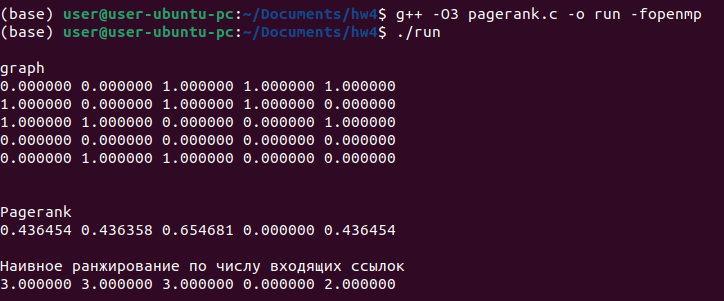 (base) user@user-ubuntu-pc:~/Documents/hw4$ g++ -O3 pagerank.c -o run -fopenmp
(base) user@user-ubuntu-pc:~/Documents/hw4$ ./run
graph
0.000000 0.000000 1.000000 1.000000 1.000000
1.000000 0.000000 1.000000 1.000000 0.000000
1.000000 1.000000 0.000000 0.000000 1.000000
0.000000 0.000000 0.000000 0.000000 0.000000
0.000000 1.000000 1.000000 0.000000 0.000000
Pagerank
0.436454 0.436358 0.654681 0.000000 0.436454
Наивное ранжирование по числу входящих ссылок
3.000000 3.000000 3.000000 0.000000 2.000000